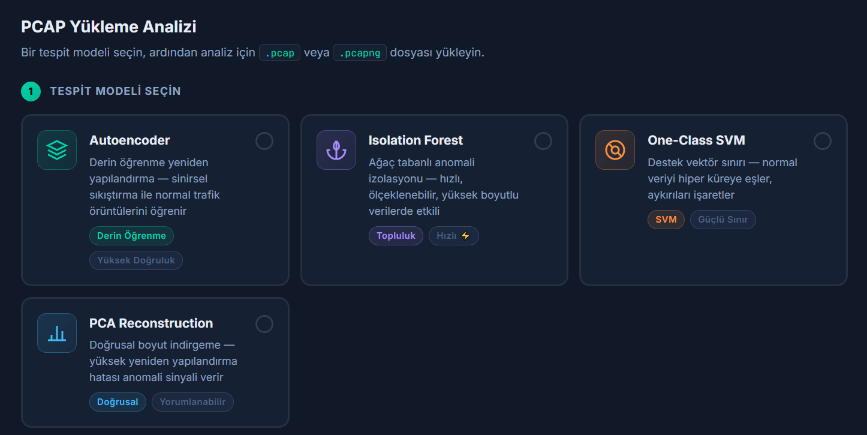 PCAP Yükleme Analizi
Bir tespit modeli seçin, ardından analiz için .pcap veya .pcapng dosyası yükleyin.
1 TESPİT MODELİ SEÇİN
Autoencoder
Derin öğrenme yeniden
yapılandırma — sinirsel
sıkıştırma ile normal trafik
örüntülerini öğrenir
Derin Öğrenme
Yüksek Doğruluk
Isolation Forest
Ağaç tabanlı anomali
izolasyonu — hızlı,
ölçeklenebilir, yüksek boyutlu
verilerde etkili
Topluluk Hızlı ⚡
One-Class SVM
Destek vektör sınırı — normal
veriyi hiper küreye eşler,
aykırıları işaretler
SVM Güçlü Sınır
PCA Reconstruction
Doğrusal boyut indirgeme —
yüksek yeniden yapılandırma
hatası anomali sinyali verir
Doğrusal Yorumlanabilir